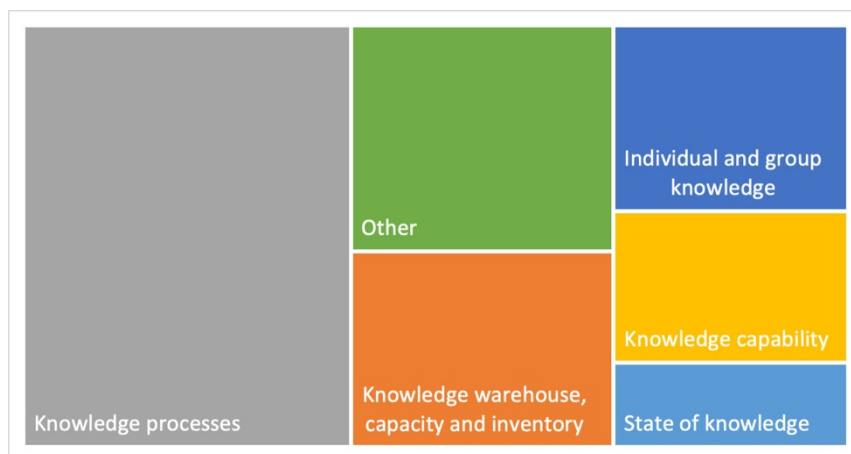 Knowledge processes
Other
Knowledge warehouse,
capacity and inventory
Individual and group
knowledge
Knowledge capability
State of knowledge